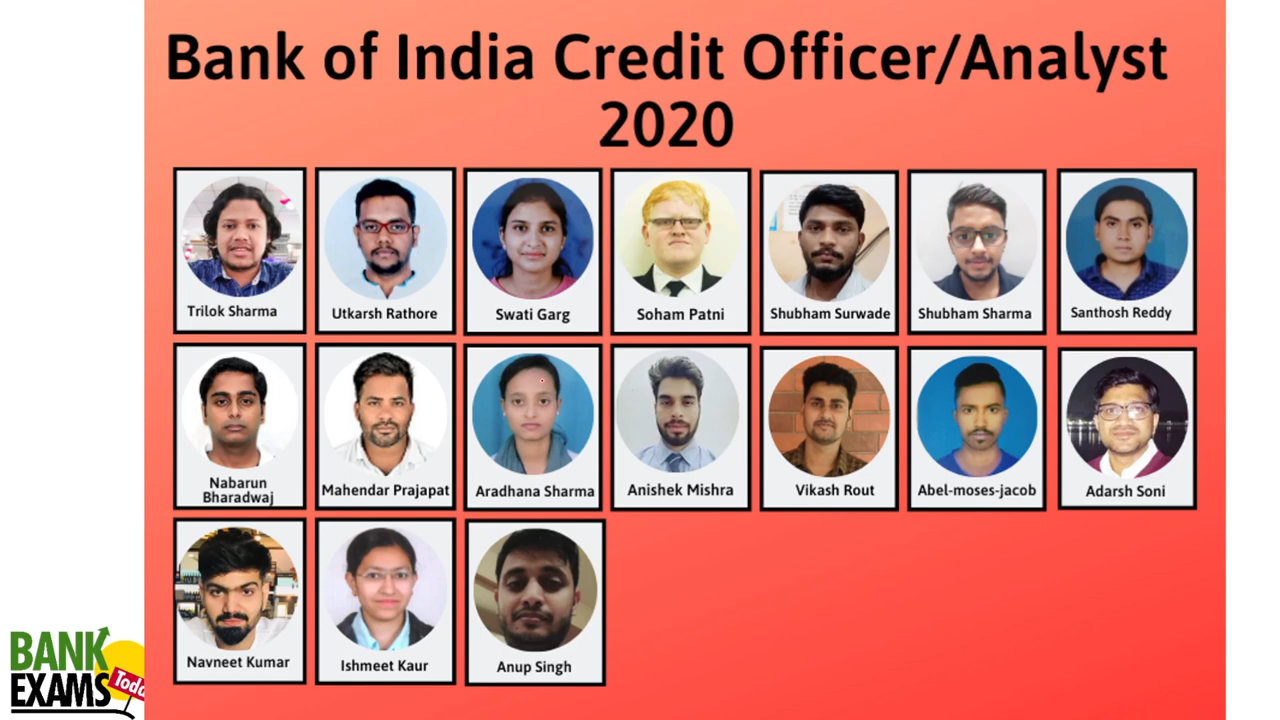 Bank of India Credit Officer/Analyst
2020
Trilok Sharma
Utkarsh Rathore
Swati Garg
Soham Patni
Shubham Surwade
Shubham Sharma
Santhosh Reddy
Nabarun
Bharadwaj
Mahendar Prajapat
Aradhana Sharma
Anishek Mishra
Vikash Rout
Abel-moses-jacob
Adarsh Soni
Navneet Kumar
Ishmeet Kaur
Anup Singh
BANK
EXAMS